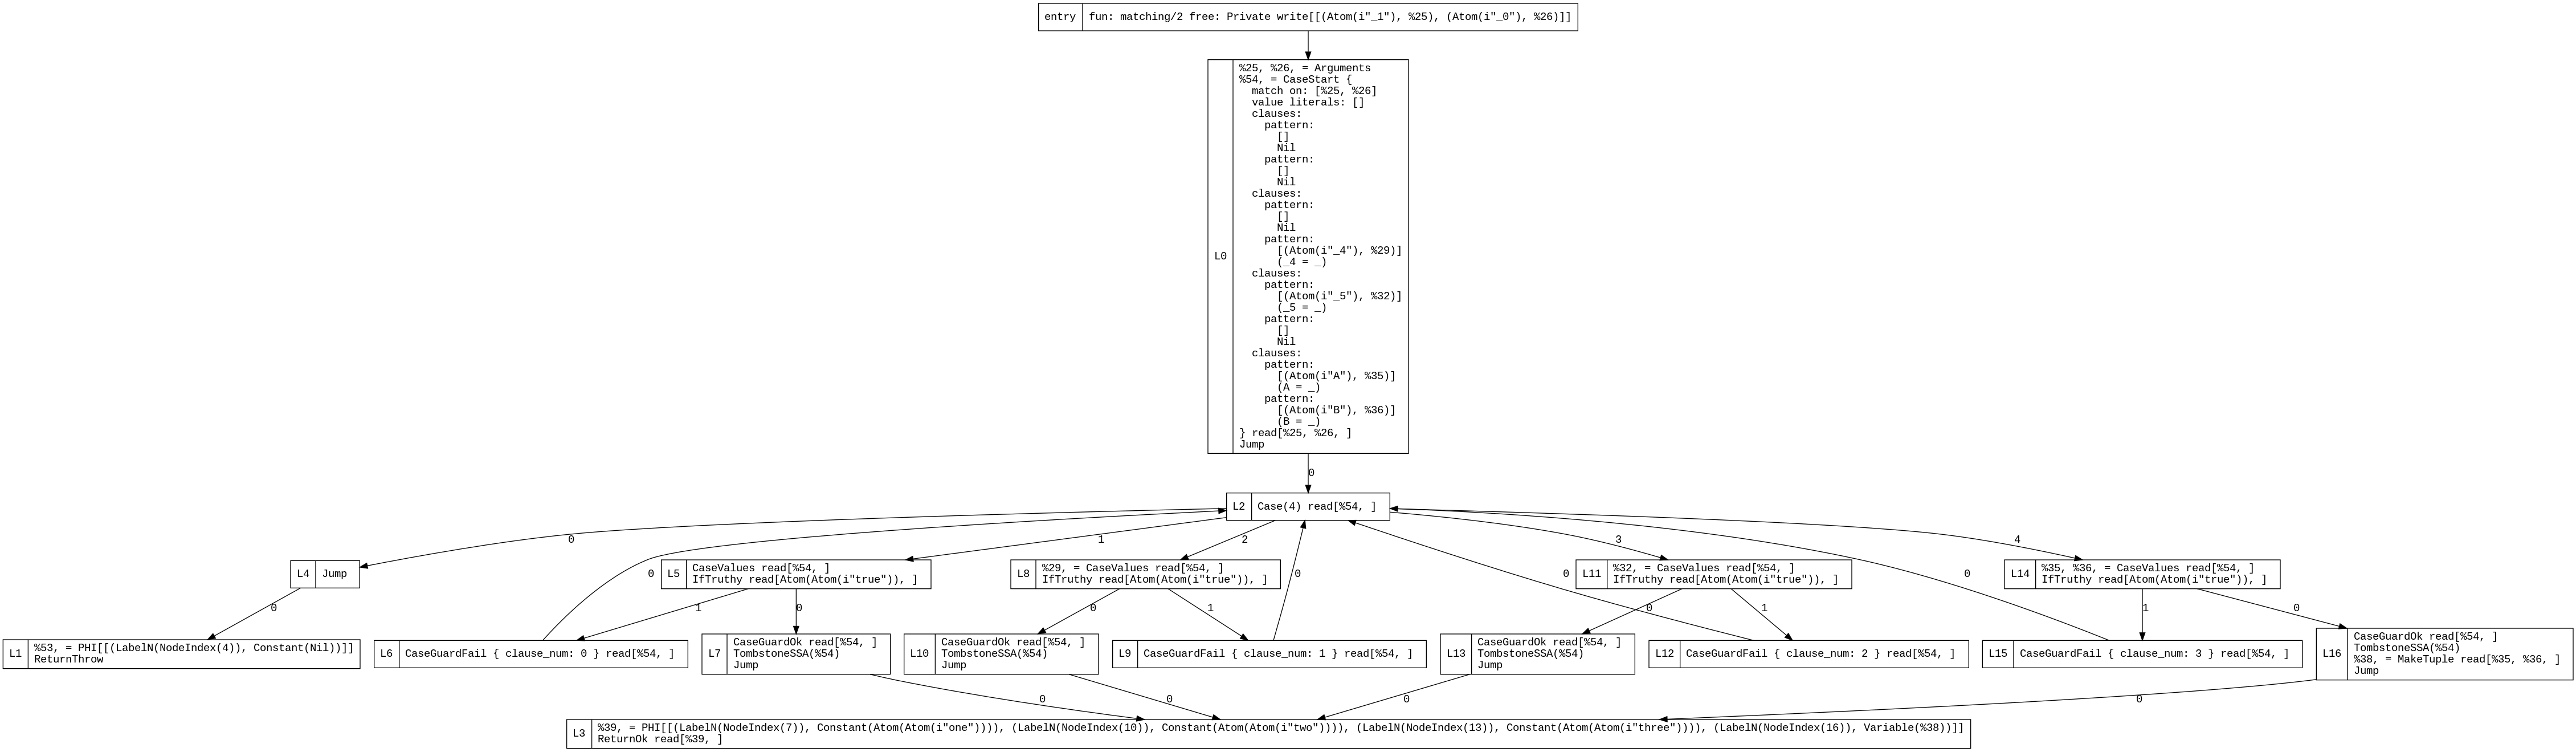 entry fun: matching/2 free: Private write[[(Atom(i"_1"), %25), (Atom(i"_0"), %26)]]
L0
%25, %26, = Arguments
%54, = CaseStart {
match on: [%25, %26]
value literals: []
clauses:
pattern:
[]
Nil
pattern:
[]
Nil
clauses:
pattern:
[]
Nil
pattern:
[(Atom(i"_4"), %29)]
(_4 = _)
clauses:
pattern:
[(Atom(i"_5"), %32)]
(_5 = _)
pattern:
[]
Nil
clauses:
pattern:
[(Atom(i"A"), %35)]
(A = _)
pattern:
[(Atom(i"B"), %36)]
(B = _)
} read[%25, %26, ]
Jump
0
L2 Case(4) read[%54, ]
0
1
2
3
4
L4 Jump
0
L5
CaseValues read[%54, ]
IfTruthy read[Atom(Atom(i"true")), ]
L8
%29, = CaseValues read[%54, ]
IfTruthy read[Atom(Atom(i"true")), ]
0
0
L11
%32, = CaseValues read[%54, ]
IfTruthy read[Atom(Atom(i"true")), ]
0
L14
%35, %36, = CaseValues read[%54, ]
IfTruthy read[Atom(Atom(i"true")), ]
0
1
0
0
1
0
1
1
0
L1
%53, = PHI[[(LabelN(NodeIndex(4)), Constant(Nil))]]
ReturnThrow
L6 CaseGuardFail { clause_num: 0 } read[%54, ]
L7
CaseGuardOk read[%54, ]
TombstoneSSA(%54)
Jump
L10
CaseGuardOk read[%54, ]
TombstoneSSA(%54)
Jump
L9 CaseGuardFail { clause_num: 1 } read[%54, ]
L13
CaseGuardOk read[%54, ]
TombstoneSSA(%54)
Jump
L12 CaseGuardFail { clause_num: 2 } read[%54, ]
L15 CaseGuardFail { clause_num: 3 } read[%54, ]
L16
CaseGuardOk read[%54, ]
TombstoneSSA(%54)
%38, = MakeTuple read[%35, %36, ]
Jump
0
0
0
0
L3
%39, = PHI[[(LabelN(NodeIndex(7)), Constant(Atom(Atom(i"one")))), (LabelN(NodeIndex(10)), Constant(Atom(Atom(i"two")))), (LabelN(NodeIndex(13)), Constant(Atom(Atom(i"three")))), (LabelN(NodeIndex(16)), Variable(%38))]]
ReturnOk read[%39, ]